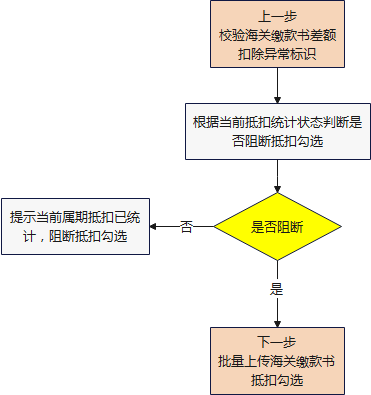 上一步
校验海关缴款书差额
扣除异常标识
根据当前抵扣统计状态判断是
否阻断抵扣勾选
是否阻断
否
提示当前属期抵扣已统
计，阻断抵扣勾选
是
下一步
批量上传海关缴款书
抵扣勾选